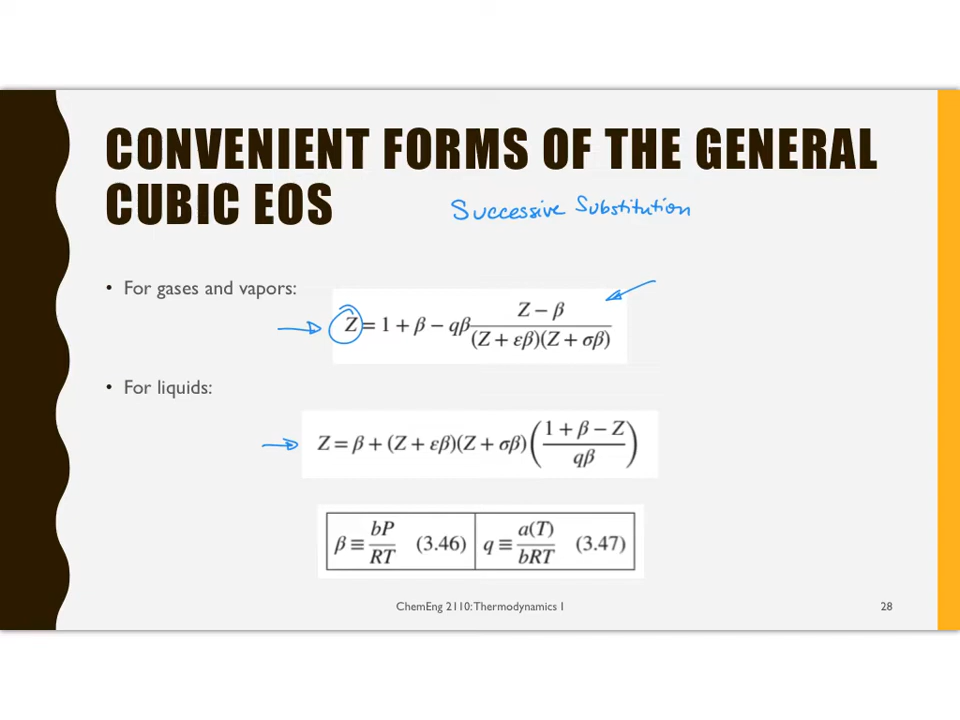 CONVENIENT FORMS OF THE GENERAL
CUBIC EOS
Successive Substitution
• For gases and vapors:
Z = 1 + β − qβ (Z − β)/((Z + εβ)(Z + σβ))
• For liquids:
Z = β + (Z + εβ)(Z + σβ)((1 + β − Z)/(qβ))
β ≡ bP/RT (3.46) q ≡ a(T)/bRT (3.47)
ChemEng 2110: Thermodynamics I 28